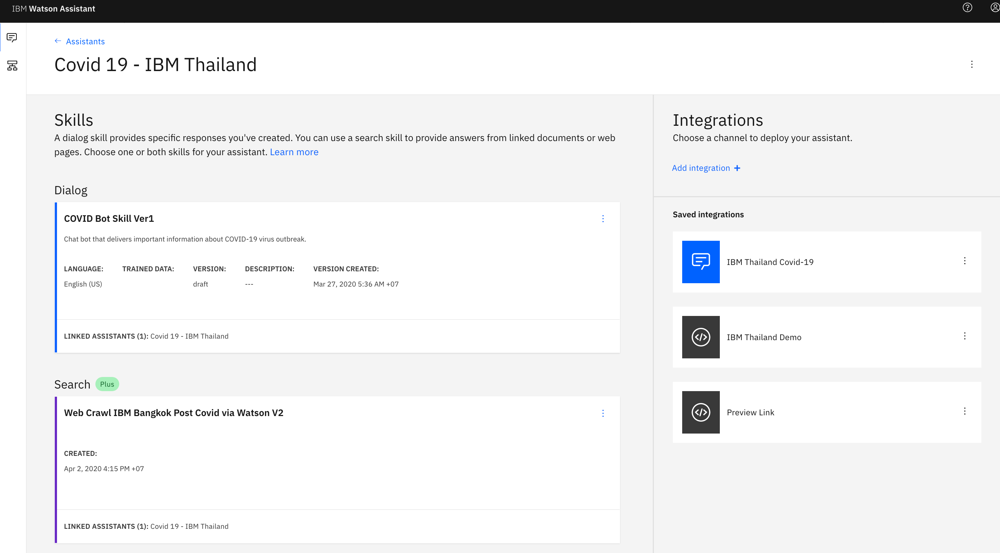 IBM Watson Assistant
Assistants
Covid 19 - IBM Thailand
Skills
A dialog skill provides specific responses you've created. You can use a search skill to provide answers from linked documents or web
pages. Choose one or both skills for your assistant. Learn more
Dialog
COVID Bot Skill Ver1
Chat bot that delivers important information about COVID-19 virus outbreak.
LANGUAGE: TRAINED DATA: VERSION: DESCRIPTION: VERSION CREATED:
English (US) draft --- Mar 27, 2020 5:36 AM +07
LINKED ASSISTANTS (1): Covid 19 - IBM Thailand
Search Plus
Web Crawl IBM Bangkok Post Covid via Watson V2
CREATED:
Apr 2, 2020 4:15 PM +07
LINKED ASSISTANTS (1): Covid 19 - IBM Thailand
Integrations
Choose a channel to deploy your assistant.
Add integration +
Saved integrations
IBM Thailand Covid-19
IBM Thailand Demo
Preview Link